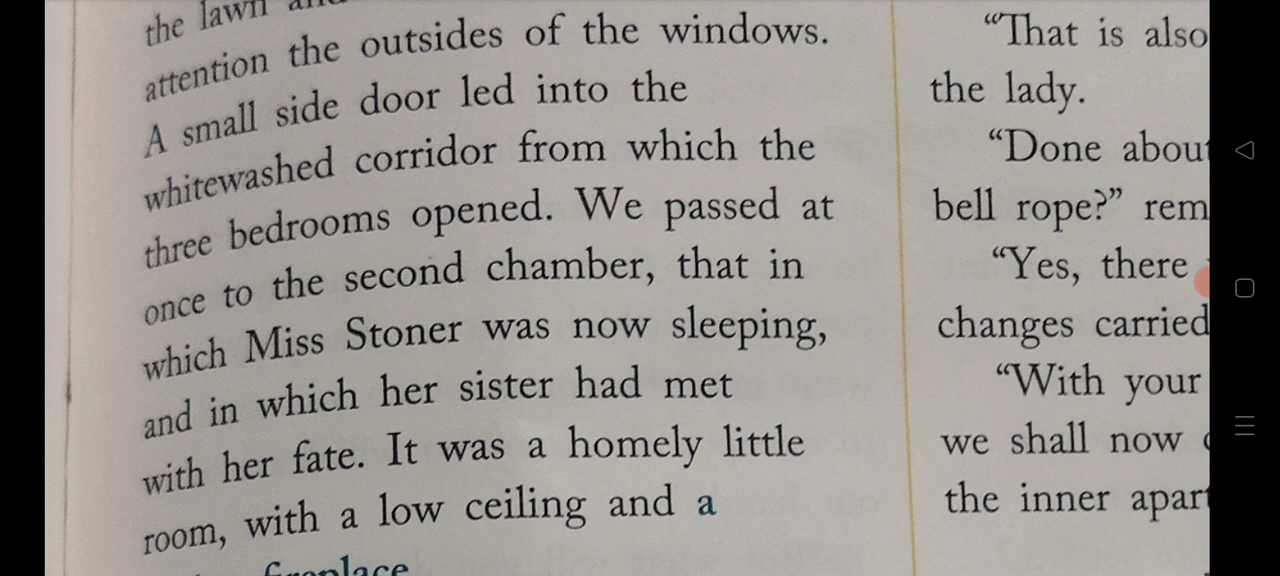 the lawn
attention the outsides of the windows.
A small side door led into the
whitewashed corridor from which the
three bedrooms opened. We passed at
once to the second chamber, that in
which Miss Stoner was now sleeping,
and in which her sister had met
with her fate. It was a homely little
room, with a low ceiling and a
fireplace
"That is also
the lady.
"Done about
bell rope?" rem
"Yes, there
changes carried
"With your
we shall now
the inner apar